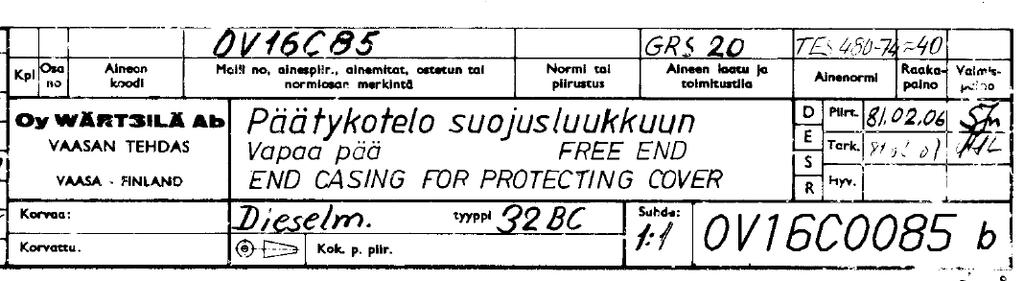 OV16C85 GRS 20 TES 480-74
Kpl Osa no Aineen koodi Malli no, ainespiir., ainemitat, ostetun tai normiosan merkintä Normi tai piirustus Aineen laatu ja toimitustila Ainenormi Raaka-paino Valmis-paino
Oy WÄRTSILÄ Ab
VAASAN TEHDAS
VAASA - FINLAND
Päätykotelo suojusluukkuun
Vapaa pää FREE END
END CASING FOR PROTECTING COVER
D E S R
Piirt. 81.02.06
Tark.
Hyv.
Korvaa:
Korvattu.
Dieselm. tyyppi 32BC
Kok. p. piir.
Suhde:
1:1
OV16C0085 b